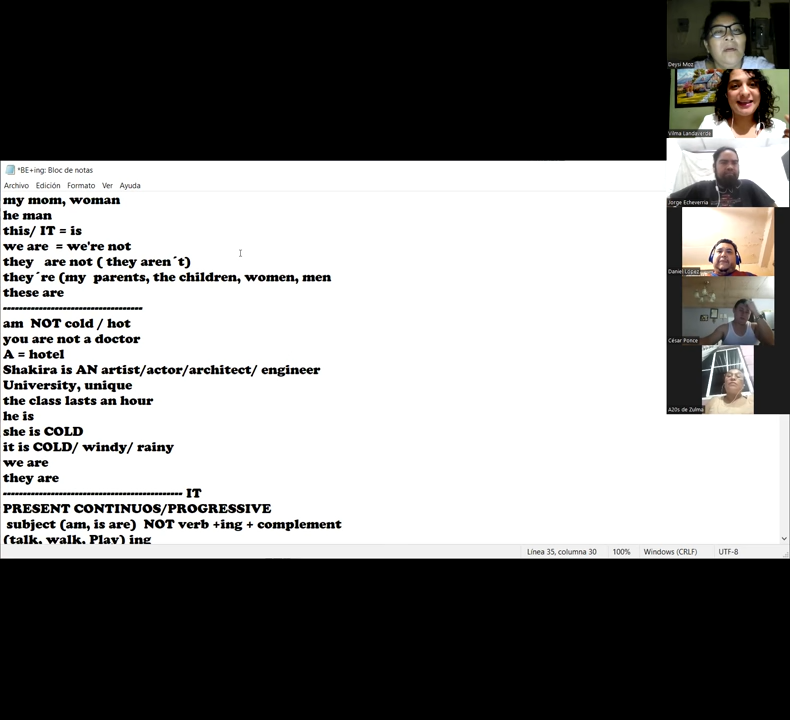 *BE+ing: Bloc de notas
Archivo Edición Formato Ver Ayuda
my mom, woman
he man
this/ IT = is
we are = we're not
they are not ( they aren´t)
they´re (my parents, the children, women, men
these are
-----------------------------------
am NOT cold / hot
you are not a doctor
A = hotel
Shakira is AN artist/actor/architect/ engineer
University, unique
the class lasts an hour
he is
she is COLD
it is COLD/ windy/ rainy
we are
they are
--------------------------------------------- IT
PRESENT CONTINUOS/PROGRESSIVE
subject (am, is are) NOT verb +ing + complement
(talk, walk, Play) ing
Línea 35, columna 30 100% Windows (CRLF) UTF-8
Deysi Moz
Vilma Landaverde
Jorge Echeverria
Daniel López
César Ponce
A20s de Zulma